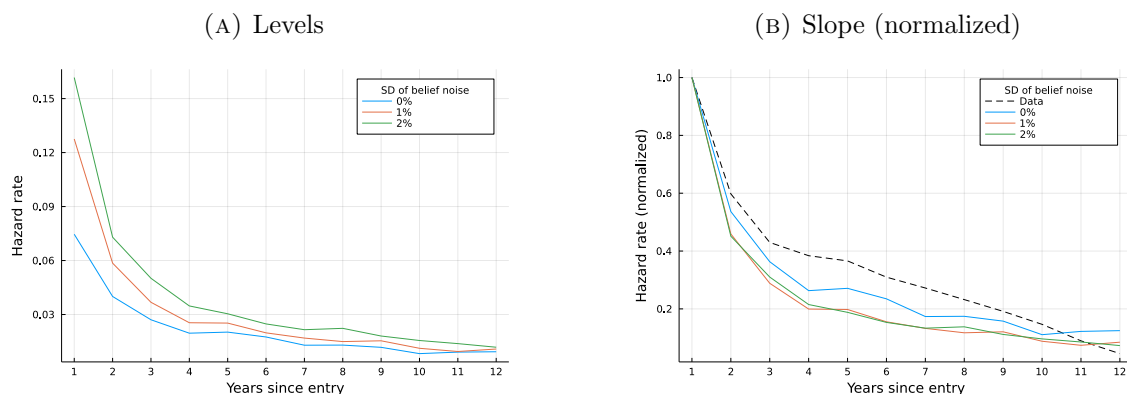 (A) Levels
(B) Slope (normalized)
Hazard rate
0.15
0.12
0.09
0.06
0.03
SD of belief noise
0%
1%
2%
1 2 3 4 5 6 7 8 9 10 11 12
Years since entry
Hazard rate (normalized)
1.0
0.8
0.6
0.4
0.2
SD of belief noise
Data
0%
1%
2%
1 2 3 4 5 6 7 8 9 10 11 12
Years since entry